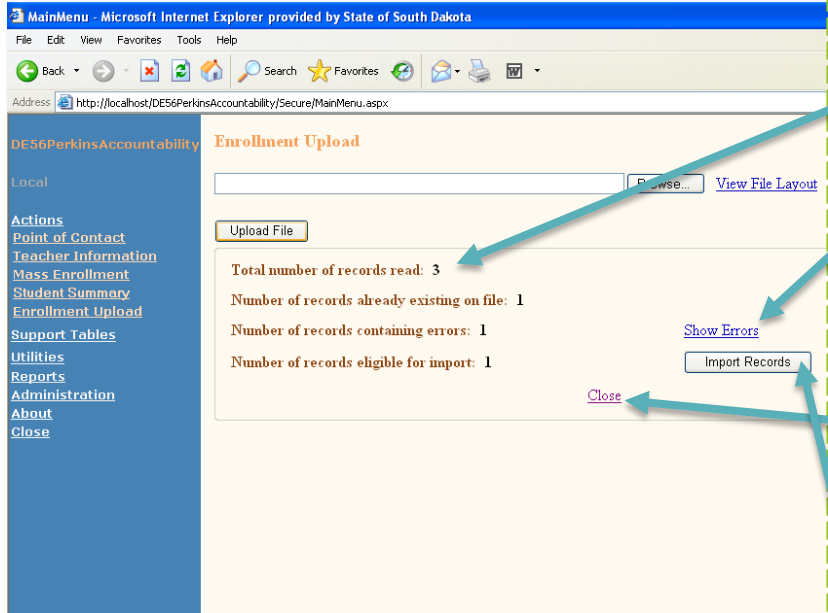 MainMenu - Microsoft Internet Explorer provided by State of South Dakota
File Edit View Favorites Tools Help
Back Search Favorites
Address http://localhost/DE56PerkinsAccountability/Secure/MainMenu.aspx
DE56PerkinsAccountability
Local
Actions
Point of Contact
Teacher Information
Mass Enrollment
Student Summary
Enrollment Upload
Support Tables
Utilities
Reports
Administration
About
Close
Enrollment Upload
Browse... View File Layout
Upload File
Total number of records read: 3
Number of records already existing on file: 1
Number of records containing errors: 1 Show Errors
Number of records eligible for import: 1 Import Records
Close